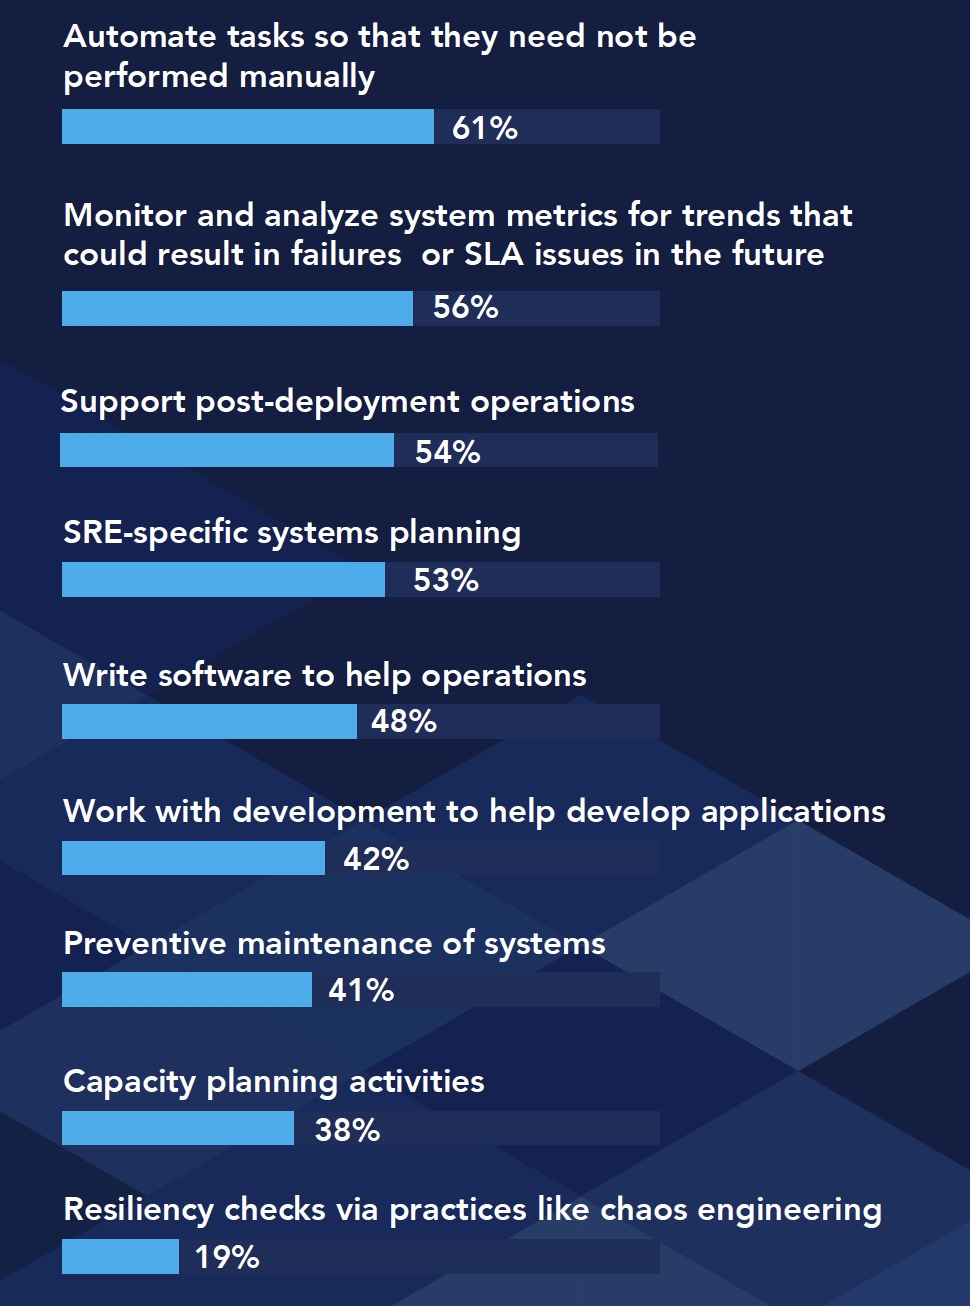 Automate tasks so that they need not be
performed manually
61%
Monitor and analyze system metrics for trends that
could result in failures  or SLA issues in the future
56%
Support post-deployment operations
54%
SRE-specific systems planning
53%
Write software to help operations
48%
Work with development to help develop applications
42%
Preventive maintenance of systems
41%
Capacity planning activities
38%
Resiliency checks via practices like chaos engineering
19%